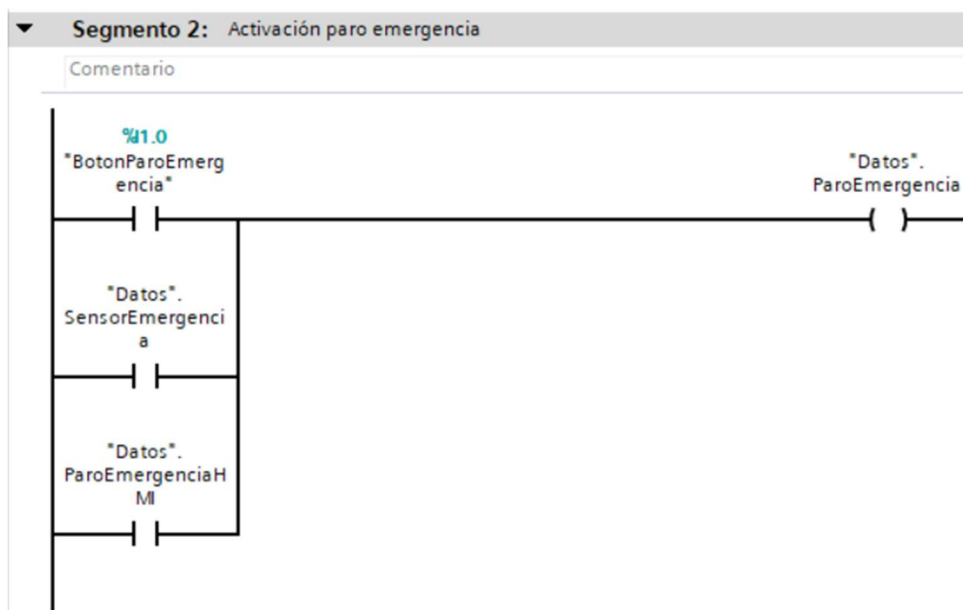 Segmento 2: Activación paro emergencia
Comentario
%I1.0
"BotonParoEmerg
encia"
"Datos".
ParoEmergencia
"Datos".
SensorEmergenci
a
"Datos".
ParoEmergenciaH
MI